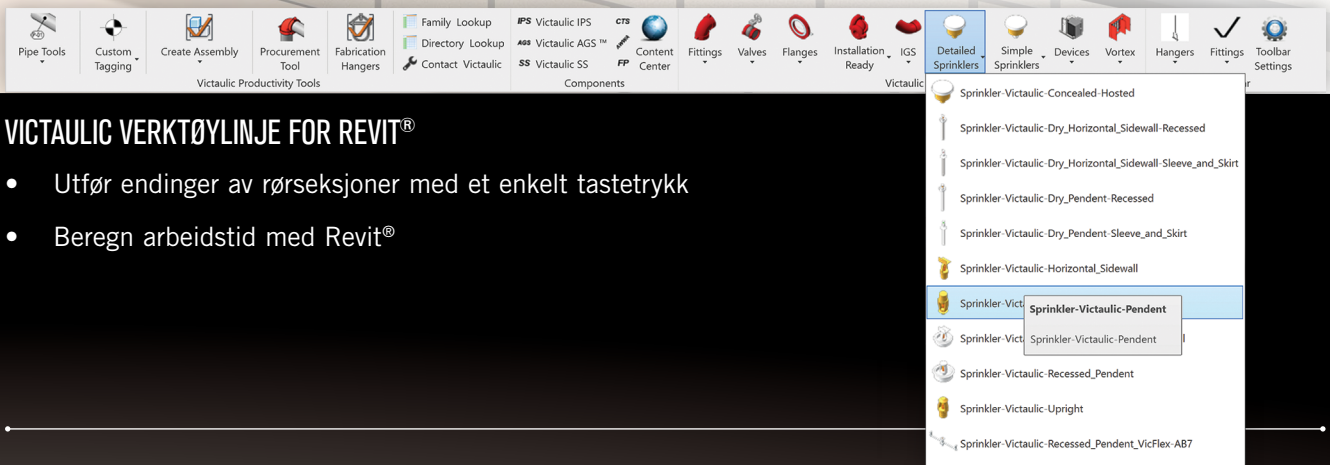 Pipe Tools
Custom Tagging
Create Assembly
Procurement Tool
Fabrication Hangers
Family Lookup
Directory Lookup
Contact Victaulic
Victaulic Productivity Tools
IPS Victaulic IPS
AGS Victaulic AGS ™
SS Victaulic SS
CTS
FP
Content Center
Components
Fittings
Valves
Flanges
Installation Ready
IGS
Detailed Sprinklers
Simple Sprinklers
Devices
Vortex
Hangers
Fittings
Toolbar Settings
Victaulic
Sprinkler-Victaulic-Concealed-Hosted
Sprinkler-Victaulic-Dry_Horizontal_Sidewall-Recessed
Sprinkler-Victaulic-Dry_Horizontal_Sidewall-Sleeve_and_Skirt
Sprinkler-Victaulic-Dry_Pendent-Recessed
Sprinkler-Victaulic-Dry_Pendent-Sleeve_and_Skirt
Sprinkler-Victaulic-Horizontal_Sidewall
Sprinkler-Vict
Sprinkler-Victaulic-Pendent
Sprinkler-Vict
Sprinkler-Victaulic-Pendent
Sprinkler-Victaulic-Recessed_Pendent
Sprinkler-Victaulic-Upright
Sprinkler-Victaulic-Recessed_Pendent_VicFlex-AB7
VICTAULIC VERKTØYLINJE FOR REVIT®
• Utfør endinger av rørseksjoner med et enkelt tastetrykk
• Beregn arbeidstid med Revit®